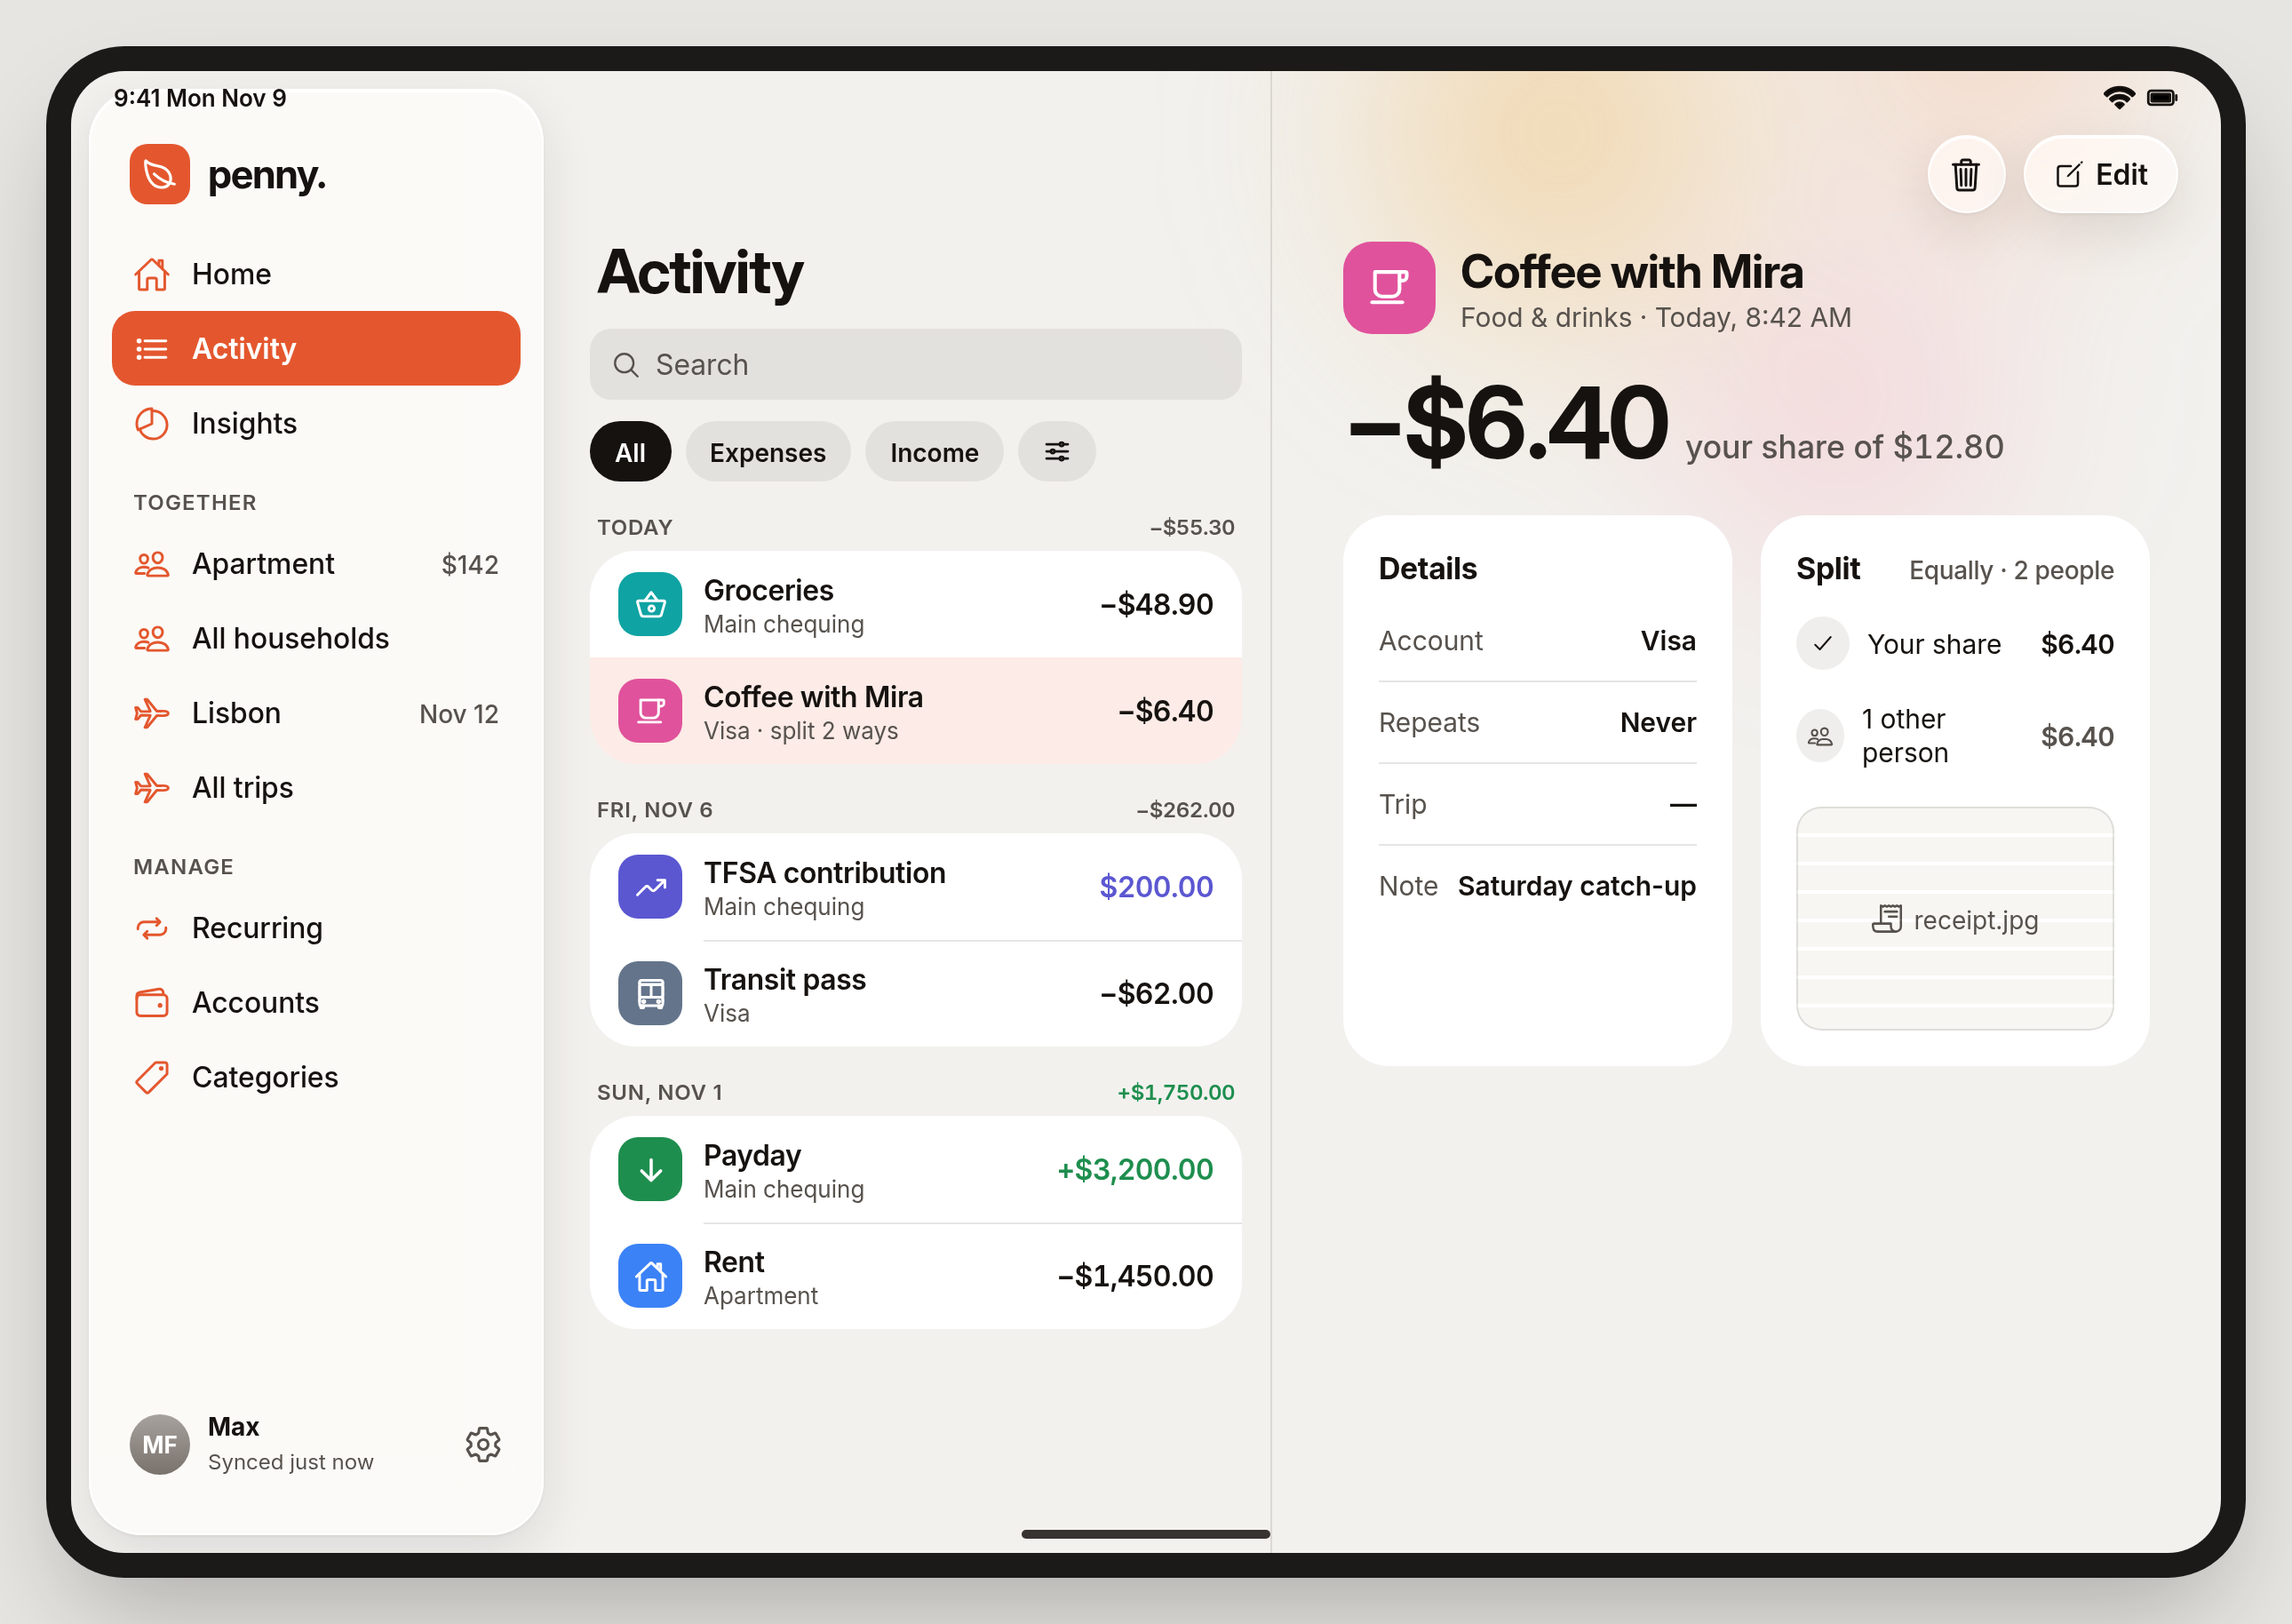 9:41 Mon Nov 9
penny.
Home
Activity
Insights
TOGETHER
Apartment $142
All households
Lisbon Nov 12
All trips
MANAGE
Recurring
Accounts
Categories
MF
Max
Synced just now
Activity
Search
All Expenses Income
TODAY –$55.30
Groceries
Main chequing
–$48.90
Coffee with Mira
Visa · split 2 ways
–$6.40
FRI, NOV 6 –$262.00
TFSA contribution
Main chequing
$200.00
Transit pass
Visa
–$62.00
SUN, NOV 1 +$1,750.00
Payday
Main chequing
+$3,200.00
Rent
Apartment
–$1,450.00
Edit
Coffee with Mira
Food & drinks · Today, 8:42 AM
–$6.40 your share of $12.80
Details
Account Visa
Repeats Never
Trip —
Note Saturday catch-up
Split Equally · 2 people
Your share $6.40
1 other
person
$6.40
receipt.jpg